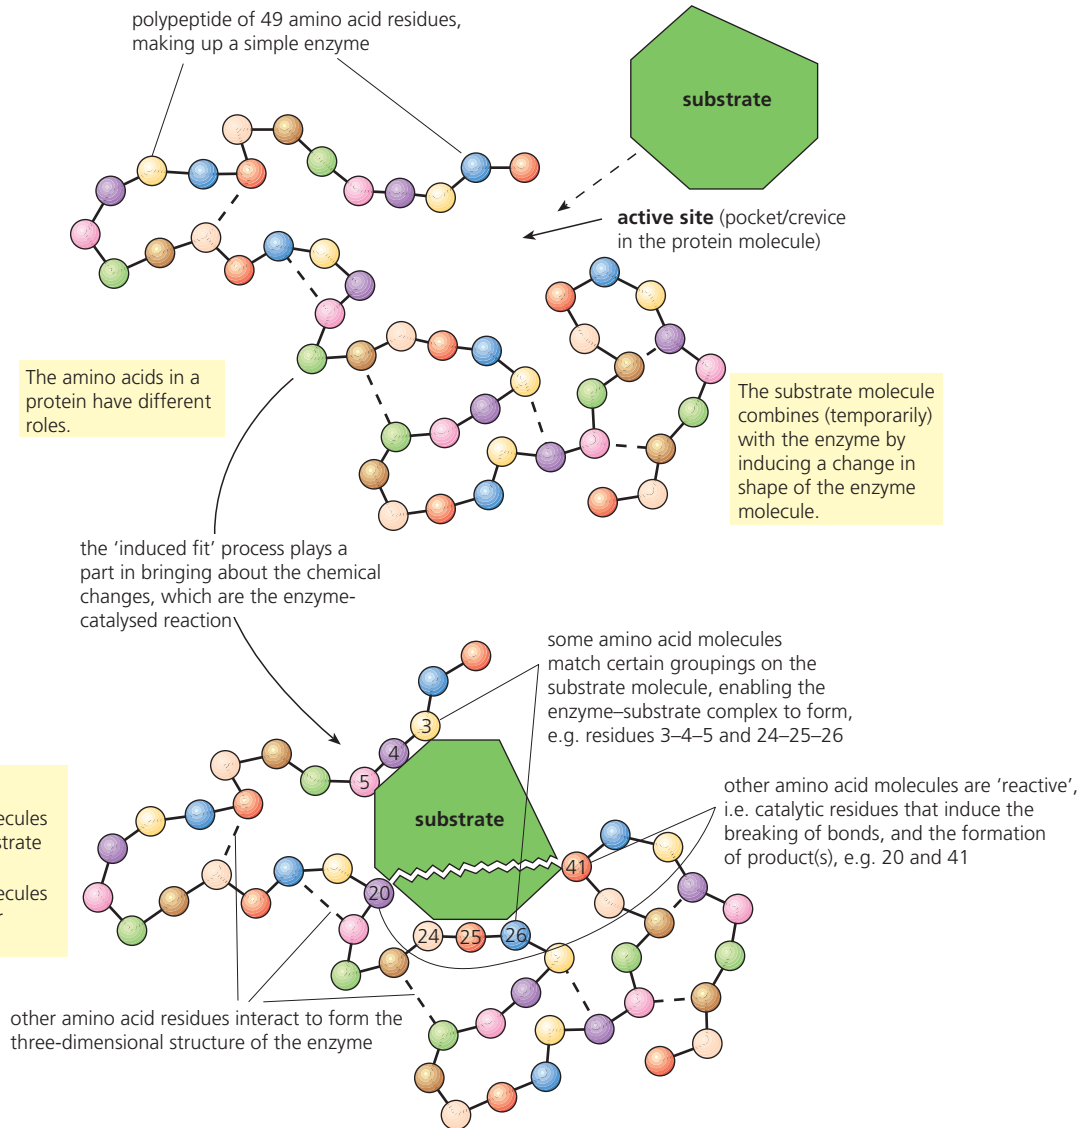 polypeptide of 49 amino acid residues,
making up a simple enzyme
substrate
active site (pocket/crevice
in the protein molecule)
The amino acids in a
protein have different
roles.
The substrate molecule
combines (temporarily)
with the enzyme by
inducing a change in
shape of the enzyme
molecule.
the ‘induced fit’ process plays a
part in bringing about the chemical
changes, which are the enzyme-
catalysed reaction
some amino acid molecules
match certain groupings on the
substrate molecule, enabling the
enzyme–substrate complex to form,
e.g. residues 3–4–5 and 24–25–26
3
4
5
other amino acid molecules are ‘reactive’,
i.e. catalytic residues that induce the
breaking of bonds, and the formation
of product(s), e.g. 20 and 41
substrate
41
20
24
25
26
other amino acid residues interact to form the
three-dimensional structure of the enzyme